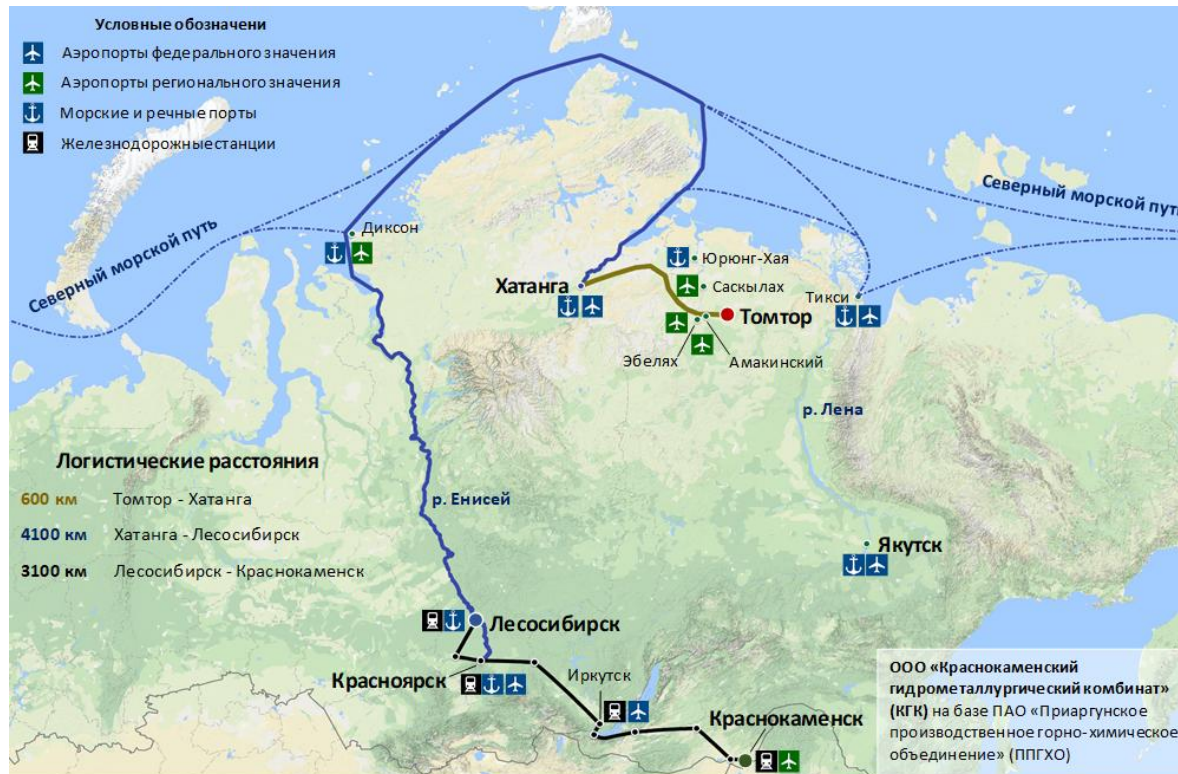 Условные обозначени
Аэропорты федерального значения
Аэропорты регионального значения
Морские и речные порты
Железнодорожныестанции
Северный морской путь
Северный морской путь
Диксон
Хатанга
Юрюнг-Хая
Саскылах
Тикси
Томтор
Эбелях
Амакинский
р. Лена
Логистические расстояния
600 км Томтор - Хатанга
4100 км Хатанга - Лесосибирск
3100 км Лесосибирск - Краснокаменск
р. Енисей
Якутск
Лесосибирск
Красноярск
Иркутск
Краснокаменск
ООО «Краснокаменский
гидрометаллургический комбинат»
(КГК) на базе ПАО «Приаргунское
производственное горно-химическое
объединение» (ППГХО)